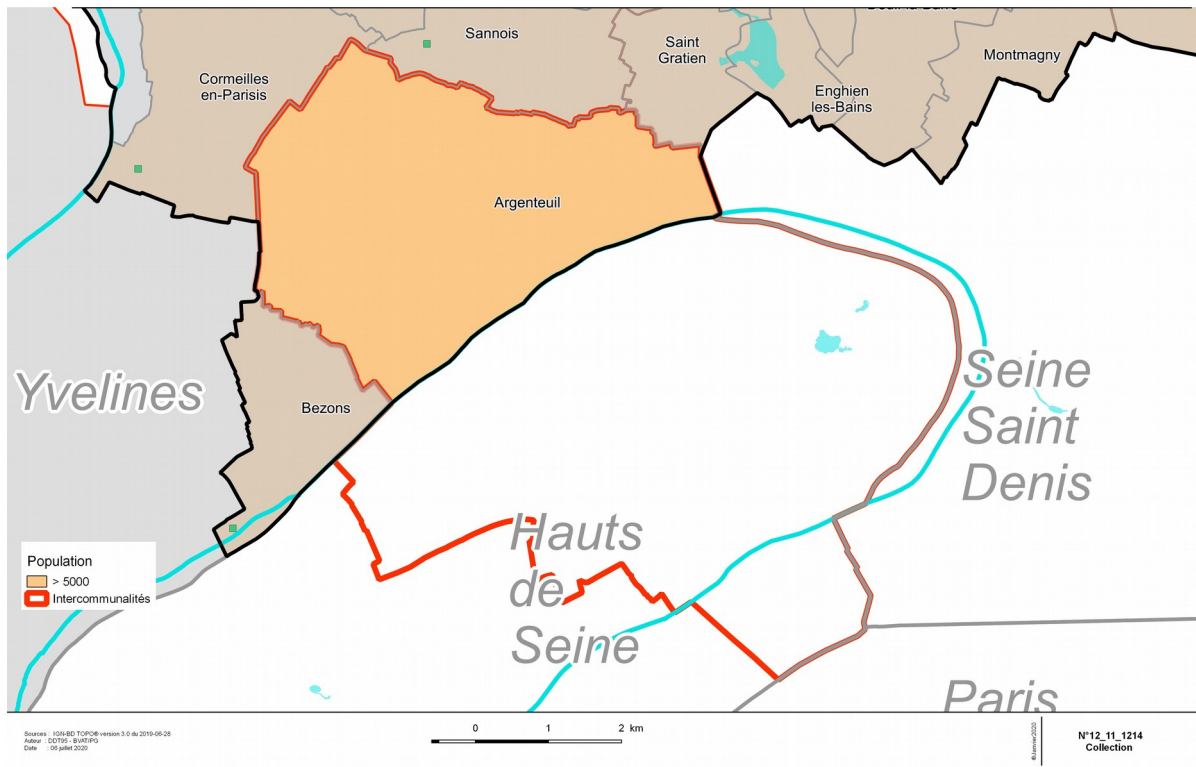 Sannois
Saint
Gratien
Montmagny
Cormeilles
en-Parisis
Enghien
les-Bains
Argenteuil
Yvelines
Bezons
Seine
Saint
Denis
Hauts
de
Seine
Paris
Population
> 5000
Intercommunalités
Sources : IGN-BD TOPO® version 3.0 du 2019-06-28
Auteur : DDT95 - BVAT/PG
Date : 06 juillet 2020
0 1 2 km
©Janvier2020
N°12_11_1214
Collection